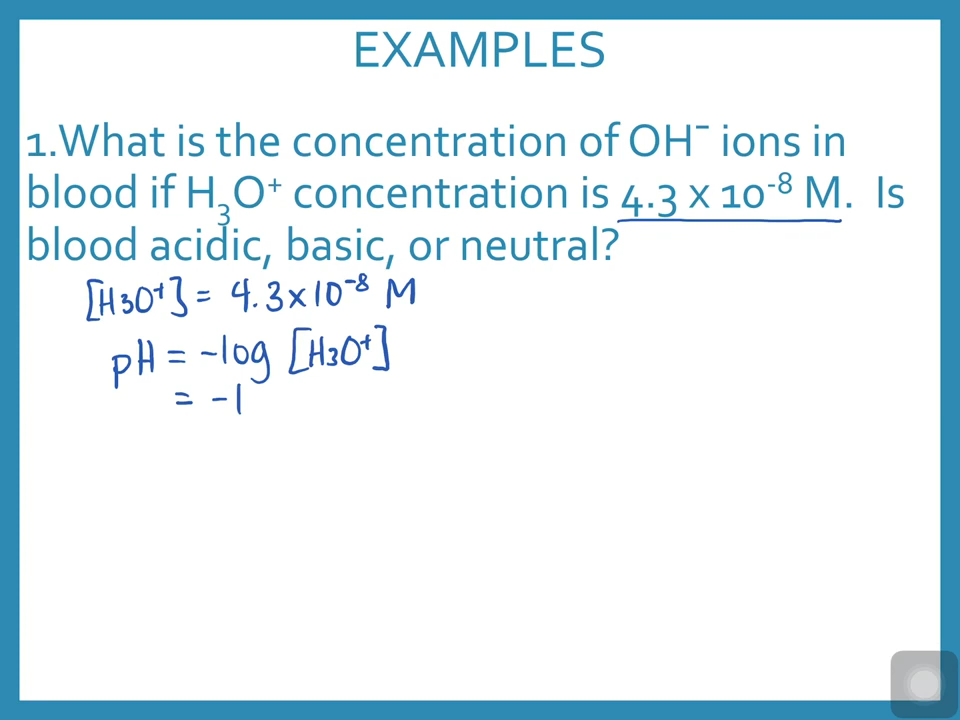 EXAMPLES
1.What is the concentration of OH⁻ ions in
blood if H₃O⁺ concentration is 4.3 x 10⁻⁸ M. Is
blood acidic, basic, or neutral?
[H3O⁺] = 4.3x10⁻⁸ M
pH = -log [H3O⁺]
= -l